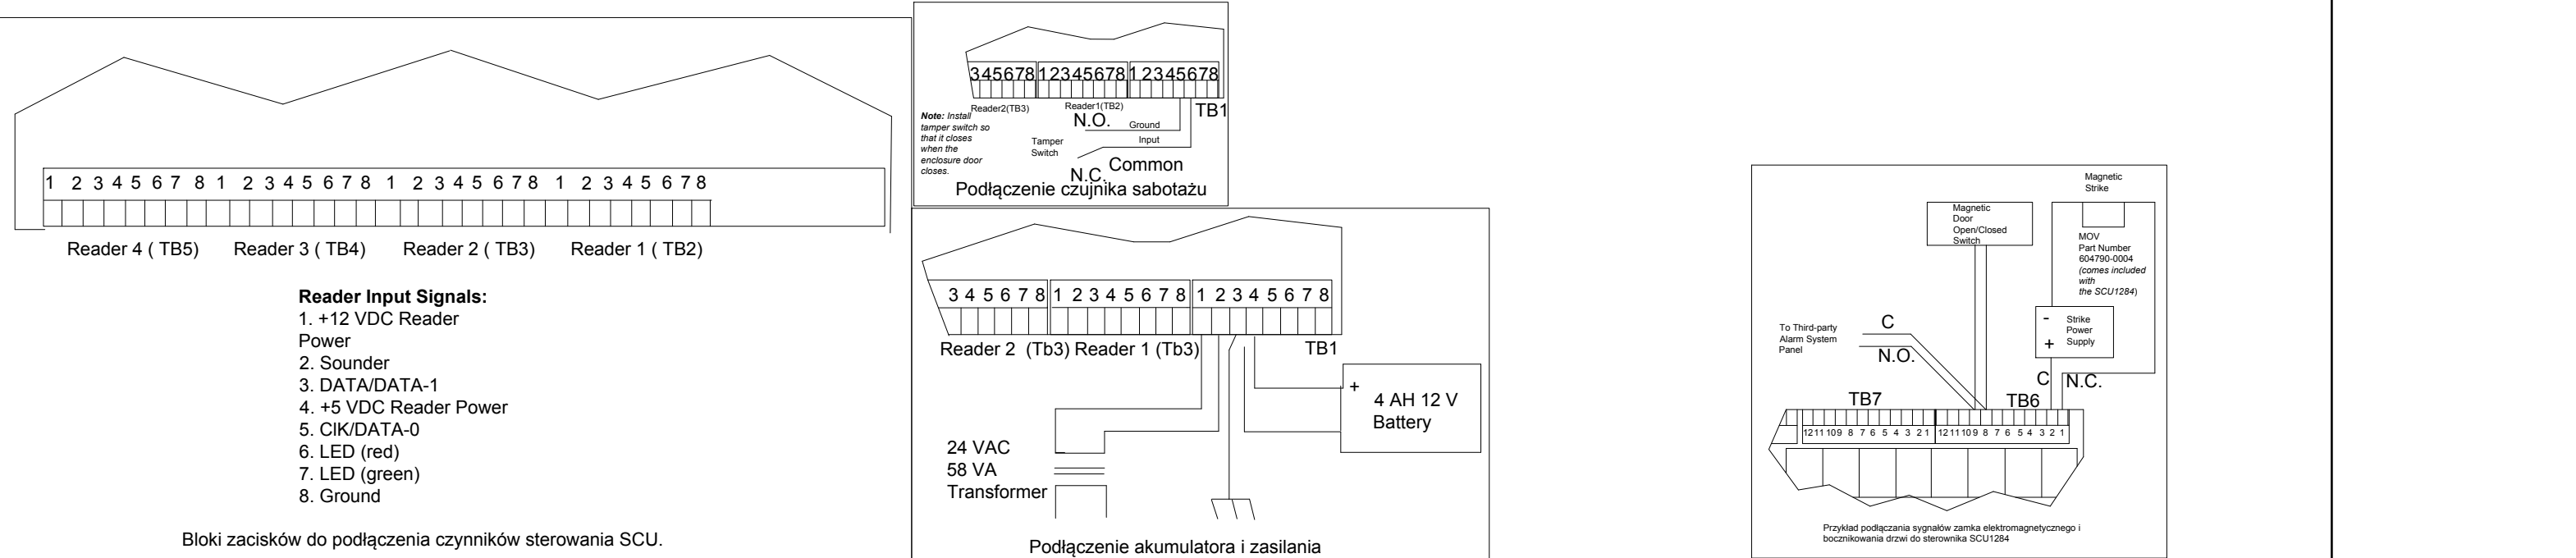 1 2 3 4 5 6 7 8 1 2 3 4 5 6 7 8 1 2 3 4 5 6 7 8 1 2 3 4 5 6 7 8
Reader 4 ( TB5) Reader 3 ( TB4) Reader 2 ( TB3) Reader 1 ( TB2)
Reader Input Signals:
1. +12 VDC Reader
Power
2. Sounder
3. DATA/DATA-1
4. +5 VDC Reader Power
5. ClK/DATA-0
6. LED (red)
7. LED (green)
8. Ground
Bloki zacisków do podłączenia czynników sterowania SCU.
345678 12345678 12345678
Reader2(TB3)
Reader1(TB2)
TB1
Note: Install
tamper switch so
that it closes
when the
enclosure door
closes.
N.O.
Ground
Input
Tamper
Switch
Common
N.C.
Podłączenie czujnika sabotażu
3 4 5 6 7 8 1 2 3 4 5 6 7 8 1 2 3 4 5 6 7 8
Reader 2 (Tb3) Reader 1 (Tb3)
TB1
+
4 AH 12 V
Battery
24 VAC
58 VA
Transformer
Podłączenie akumulatora i zasilania
Magnetic
Strike
Magnetic
Door
Open/Closed
Switch
MOV
Part Number
604790-0004
(comes included
with
the SCU1284)
- Strike
Power
+ Supply
To Third-party
Alarm System
Panel
C
N.O.
C N.C.
TB7
TB6
12 11 10 9 8 7 6 5 4 3 2 1 12 11 10 9 8 7 6 5 4 3 2 1
Przykład podłączania sygnałów zamka elektromagnetycznego i
bocznikowania drzwi do sterownika SCU1284